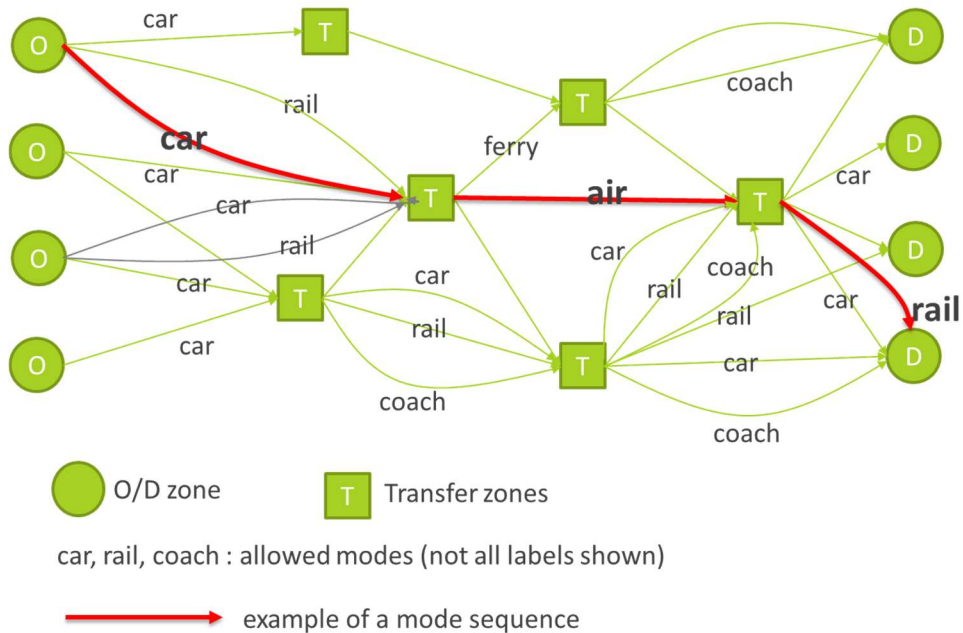 car
O
T
D
T
coach
rail
car
O
car
ferry
D
T
air
T
car
car
rail
O
car
T
car
rail
car
rail
coach
rail
car
D
rail
car
O
coach
T
car
D
coach
O/D zone
T
Transfer zones
car, rail, coach : allowed modes (not all labels shown)
example of a mode sequence